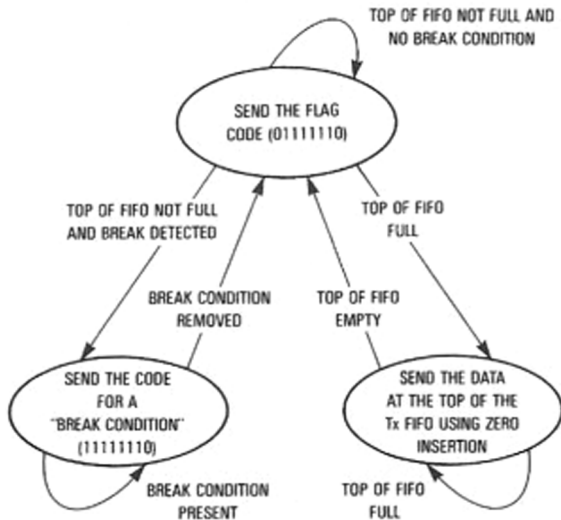 TOP OF FIFO NOT FULL AND
NO BREAK CONDITION
SEND THE FLAG
CODE (01111110)
TOP OF FIFO NOT FULL
AND BREAK DETECTED
TOP OF FIFO
FULL
BREAK CONDITION
REMOVED
TOP OF FIFO
EMPTY
SEND THE CODE
FOR A
"BREAK CONDITION"
(11111110)
SEND THE DATA
AT THE TOP OF THE
Tx FIFO USING ZERO
INSERTION
BREAK CONDITION
PRESENT
TOP OF FIFO
FULL